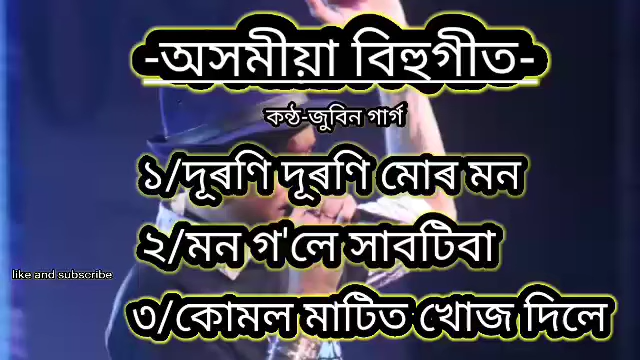 -অসমীয়া বিহুগীত-
কন্ঠ-জুবিন গাৰ্গ
১/দূৰণি দূৰণি মোৰ মন
২/মন গ'লে সাবটিবা
like and subscribe
৩/কোমল মাটিত খোজ দিলে